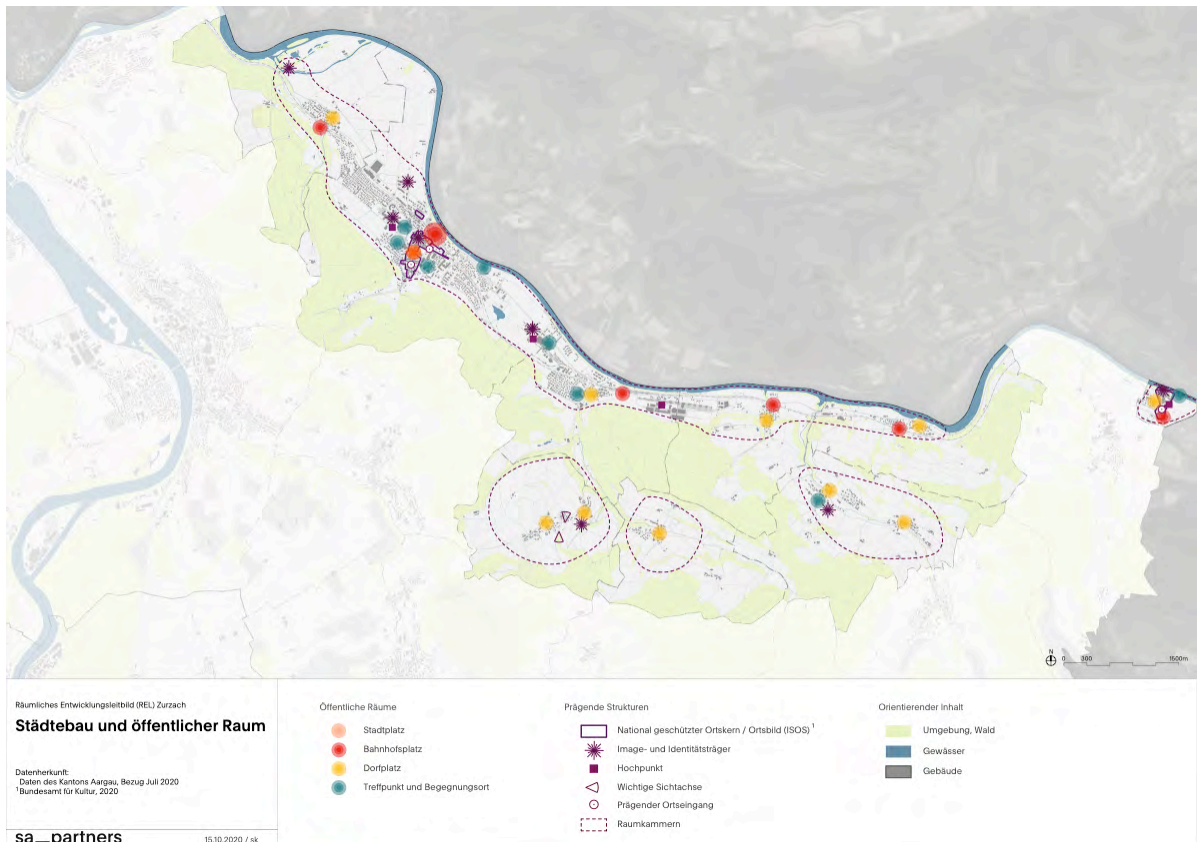 N
0 300 1500m
Räumliches Entwicklungsleitbild (REL) Zurzach
Städtebau und öffentlicher Raum
Datenherkunft:
Daten des Kantons Aargau, Bezug Juli 2020
¹Bundesamt für Kultur, 2020
sa_partners
15.10.2020 / sk
Öffentliche Räume
Stadtplatz
Bahnhofsplatz
Dorfplatz
Treffpunkt und Begegnungsort
Prägende Strukturen
National geschützter Ortskern / Ortsbild (ISOS) ¹
Image- und Identitätsträger
Hochpunkt
Wichtige Sichtachse
Prägender Ortseingang
Raumkammern
Orientierender Inhalt
Umgebung, Wald
Gewässer
Gebäude